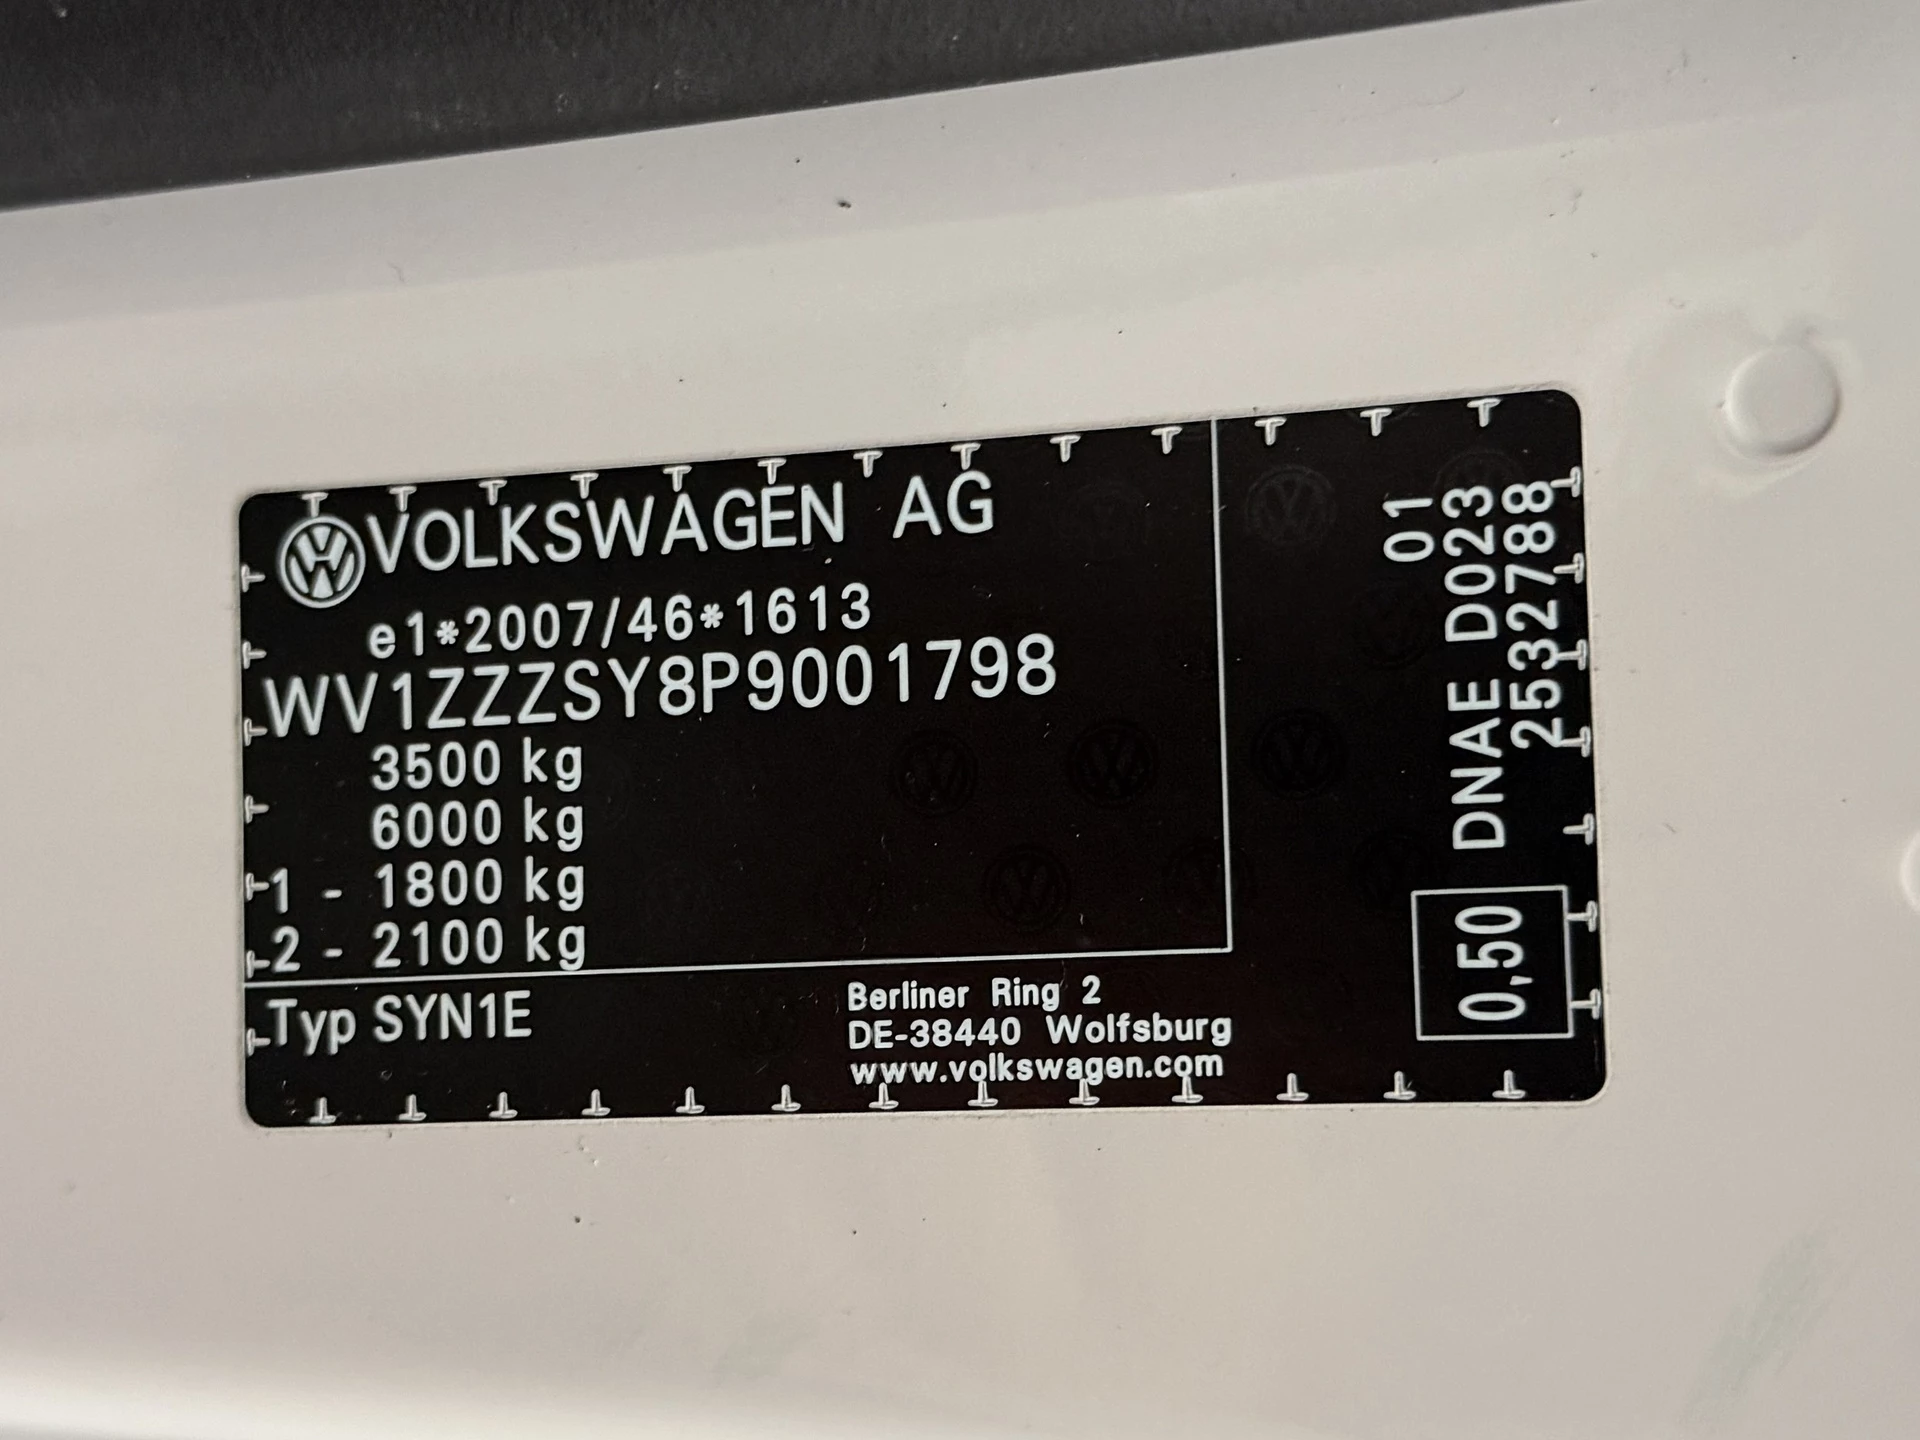 VOLKSWAGEN AG
e1*2007/46*1613
WV1ZZZSY8P9001798
3500 kg
6000 kg
1 - 1800 kg
2 - 2100 kg
Typ SYN1E
Berliner Ring 2
DE-38440 Wolfsburg
www.volkswagen.com
01
DNAE D023
2532788
0,50